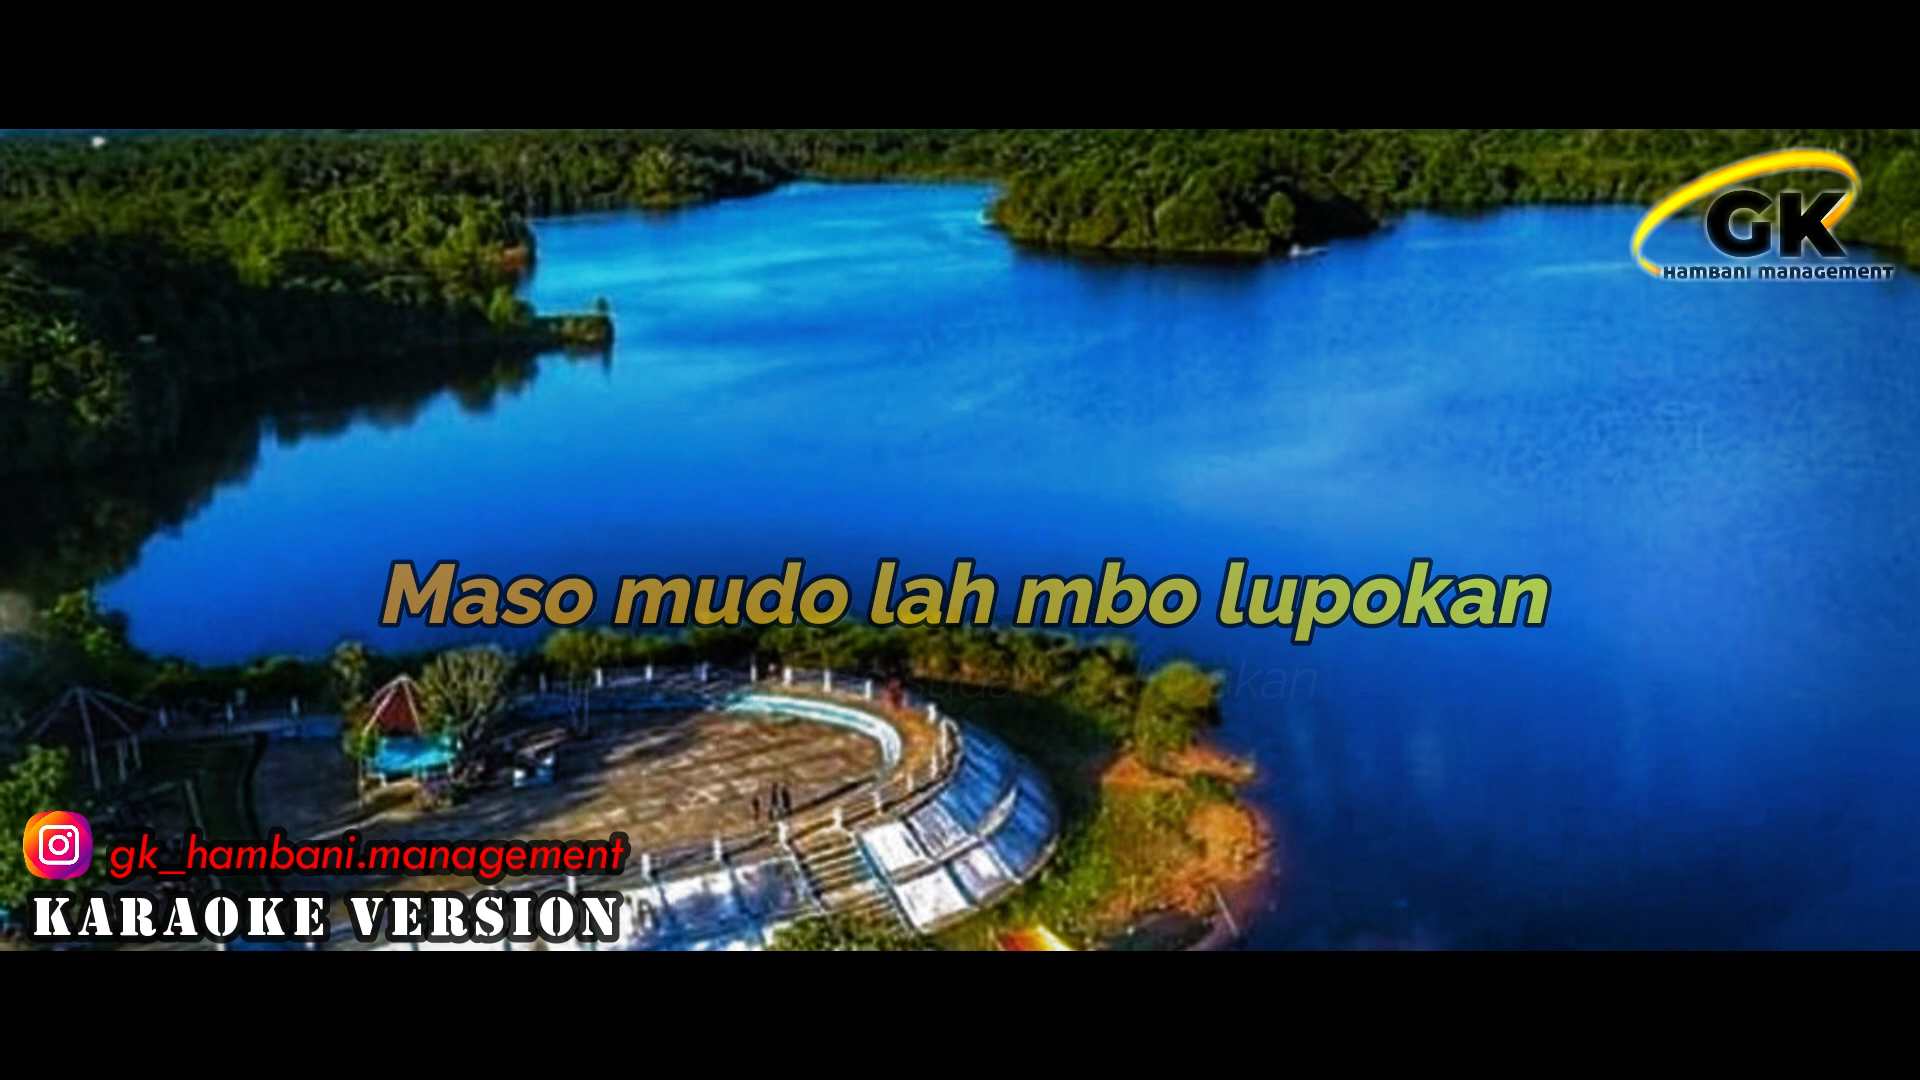 GK
HAMBANI MANAGEMENT
Maso mudo lah mbo lupokan
gk_hambani.management
KARAOKE VERSION